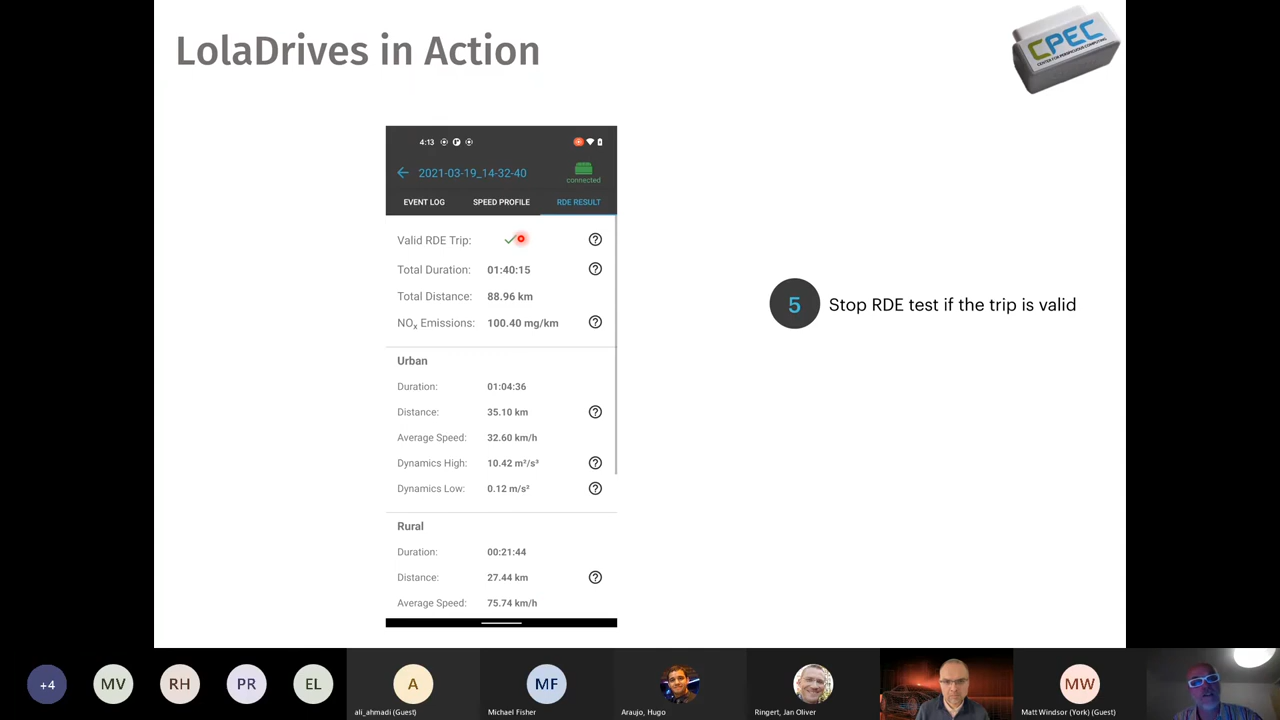 LolaDrives in Action
CPEC
CENTER FOR PERSPICUOUS COMPUTING
4:13
2021-03-19_14-32-40
connected
EVENT LOG SPEED PROFILE RDE RESULT
Valid RDE Trip:
Total Duration: 01:40:15
Total Distance: 88.96 km
NOx Emissions: 100.40 mg/km
Urban
Duration: 01:04:36
Distance: 35.10 km
Average Speed: 32.60 km/h
Dynamics High: 10.42 m²/s³
Dynamics Low: 0.12 m/s²
Rural
Duration: 00:21:44
Distance: 27.44 km
Average Speed: 75.74 km/h
5 Stop RDE test if the trip is valid
+4 MV RH PR EL A MF MW
ali_ahmadi (Guest) Michael Fisher Araujo, Hugo Ringert, Jan Oliver Matt Windsor (York) (Guest)